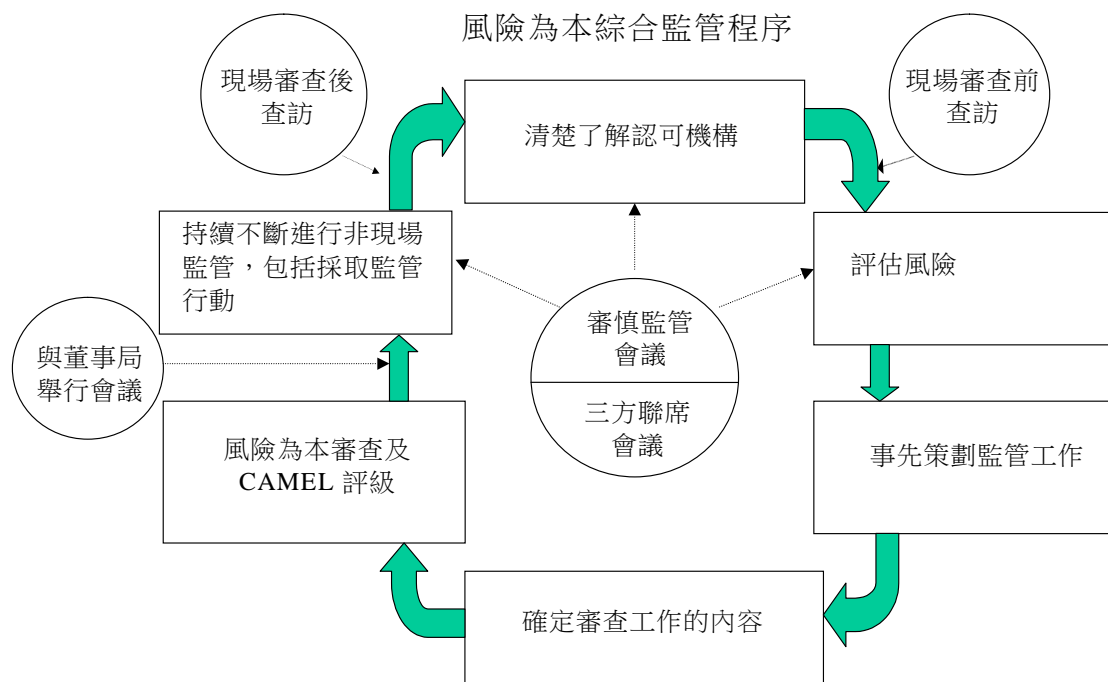 風險為本綜合監管程序
現場審查後
查訪
清楚了解認可機構
現場審查前
查訪
持續不斷進行非現場
監管，包括採取監管
行動
評估風險
審慎監管
會議
三方聯席
會議
與董事局
舉行會議
風險為本審查及
CAMEL 評級
事先策劃監管工作
確定審查工作的內容